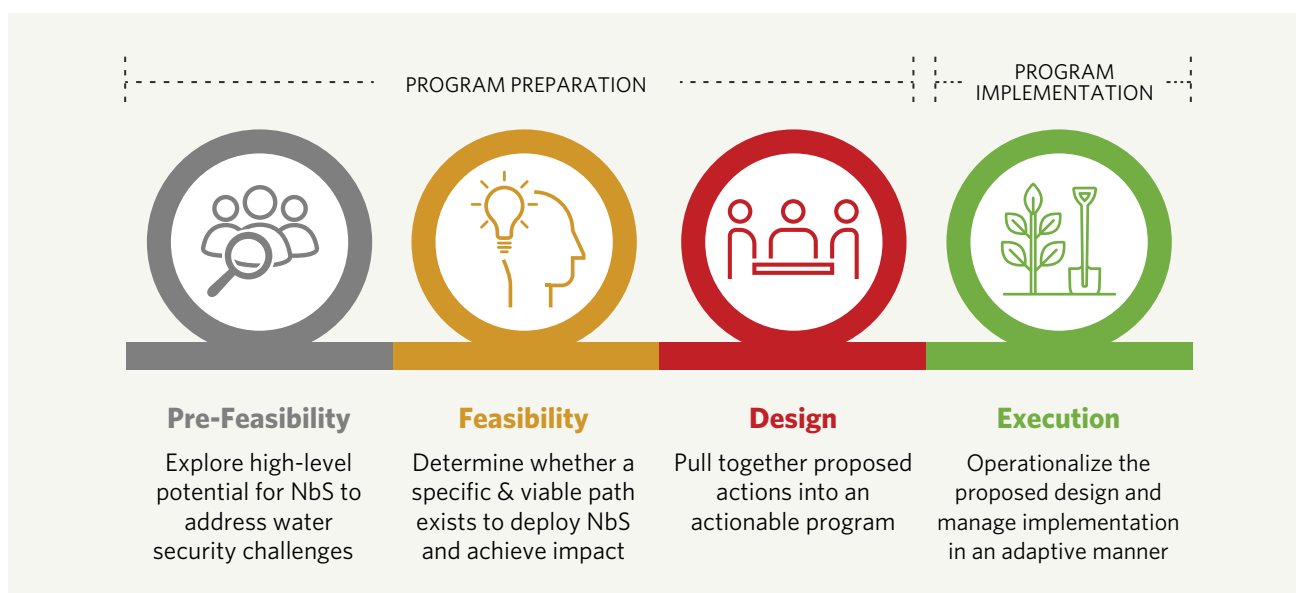 PROGRAM PREPARATION
PROGRAM
IMPLEMENTATION
Pre-Feasibility
Explore high-level
potential for NbS to
address water
security challenges
Feasibility
Determine whether a
specific & viable path
exists to deploy NbS
and achieve impact
Design
Pull together proposed
actions into an
actionable program
Execution
Operationalize the
proposed design and
manage implementation
in an adaptive manner